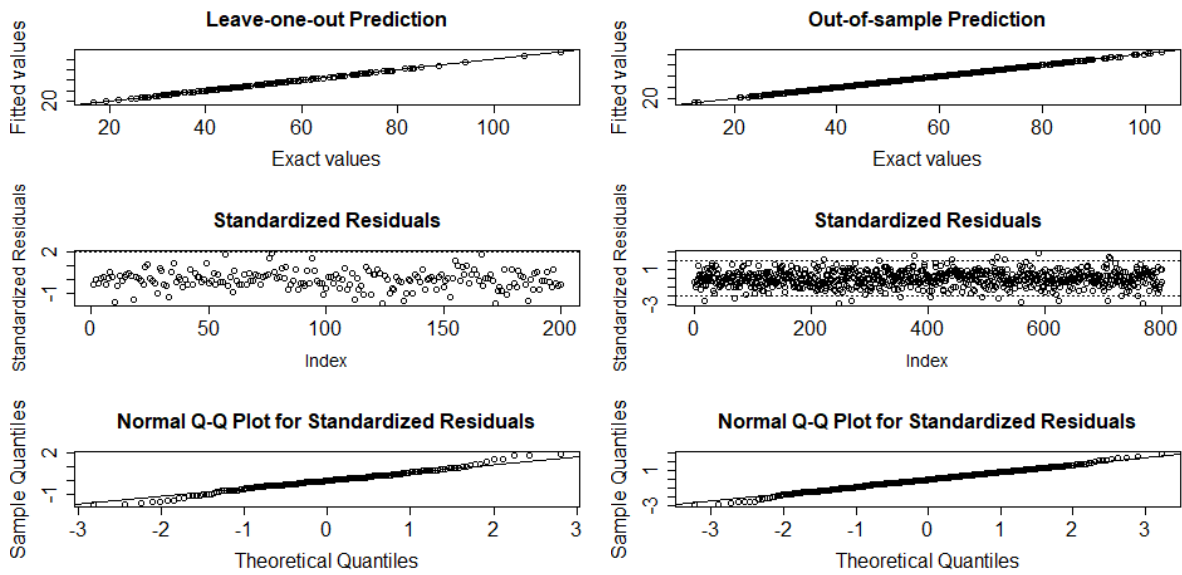 Leave-one-out Prediction
Fitted values
20
20 40 60 80 100
Exact values
Out-of-sample Prediction
Fitted values
20
20 40 60 80 100
Exact values
Standardized Residuals
Standardized Residuals
2
-1
0 50 100 150 200
Index
Standardized Residuals
Standardized Residuals
1
-3
0 200 400 600 800
Index
Normal Q-Q Plot for Standardized Residuals
Sample Quantiles
2
-1
-3 -2 -1 0 1 2 3
Theoretical Quantiles
Normal Q-Q Plot for Standardized Residuals
Sample Quantiles
1
-3
-3 -2 -1 0 1 2 3
Theoretical Quantiles